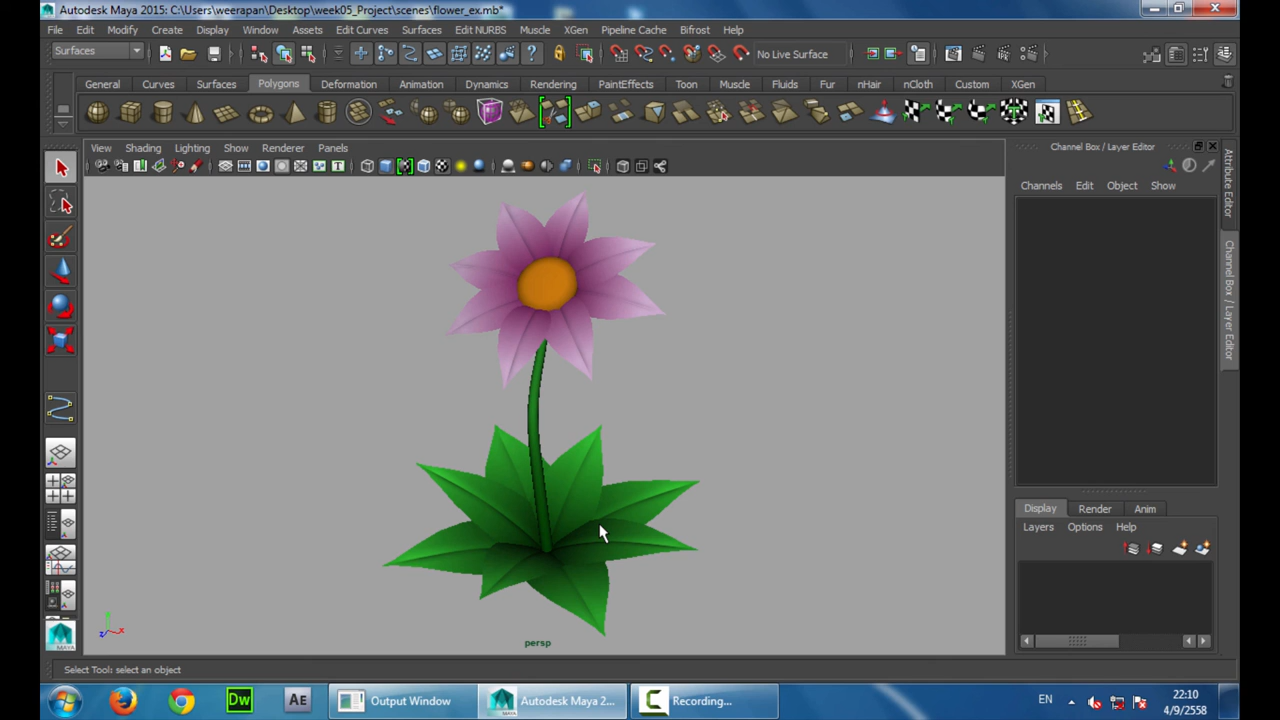 Autodesk Maya 2015: C:\Users\weerapan\Desktop\week05_Project\scenes\flower_ex.mb*
File Edit Modify Create Display Window Assets Edit Curves Surfaces Edit NURBS Muscle XGen Pipeline Cache Bifrost Help
Surfaces
No Live Surface
General Curves Surfaces Polygons Deformation Animation Dynamics Rendering PaintEffects Toon Muscle Fluids Fur nHair nCloth Custom XGen
View Shading Lighting Show Renderer Panels
Channel Box / Layer Editor
Channels Edit Object Show
Attribute Editor
Channel Box / Layer Editor
Display Render Anim
Layers Options Help
persp
Select Tool: select an object
Dw
Ae
Output Window
Autodesk Maya 2...
Recording...
EN
22:10
4/9/2558
MAYA